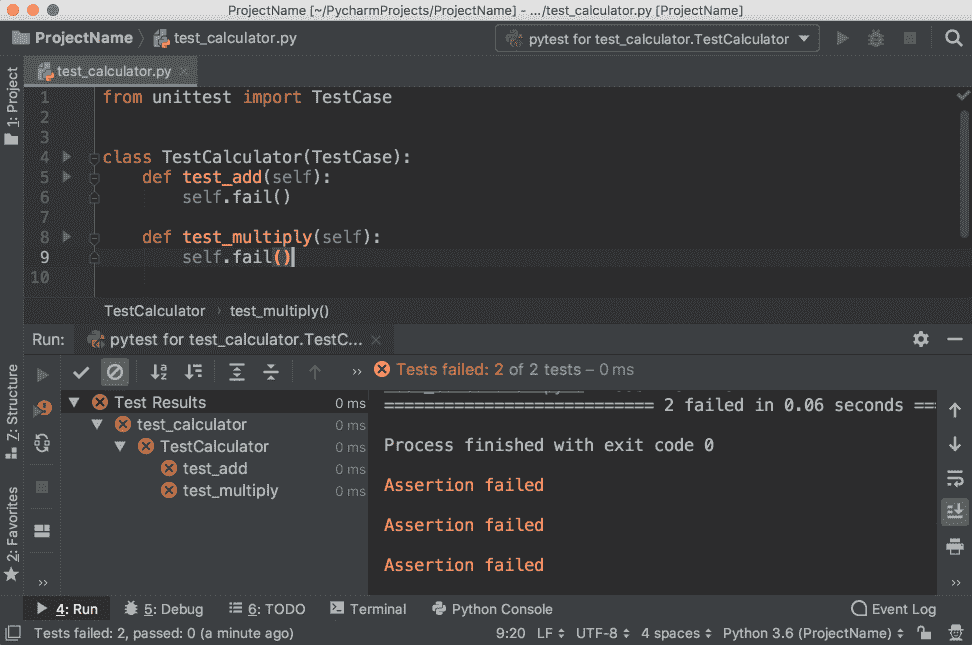 ProjectName [~/PycharmProjects/ProjectName] - .../test_calculator.py [ProjectName]
ProjectName test_calculator.py
pytest for test_calculator.TestCalculator
1: Project
test_calculator.py
1 from unittest import TestCase
2
3
4 class TestCalculator(TestCase):
5 def test_add(self):
6 self.fail()
7
8 def test_multiply(self):
9 self.fail()
10
TestCalculator › test_multiply()
Run: pytest for test_calculator.TestC...
7: Structure
2: Favorites
›› Tests failed: 2 of 2 tests – 0 ms
Test Results 0 ms
test_calculator 0 ms
TestCalculator 0 ms
test_add 0 ms
test_multiply 0 ms
========================== 2 failed in 0.06 seconds ===
Process finished with exit code 0
Assertion failed
Assertion failed
Assertion failed
4: Run 5: Debug 6: TODO Terminal Python Console Event Log
Tests failed: 2, passed: 0 (a minute ago) 9:20 LF UTF-8 4 spaces Python 3.6 (ProjectName)